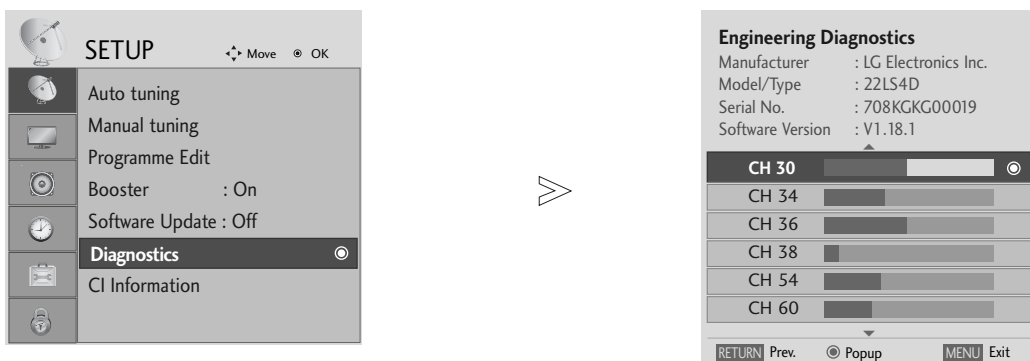 SETUP
Move OK
Auto tuning
Manual tuning
Programme Edit
Booster : On
Software Update : Off
Diagnostics
CI Information
Engineering Diagnostics
Manufacturer : LG Electronics Inc.
Model/Type : 22LS4D
Serial No. : 708KGKG00019
Software Version : V1.18.1
CH 30
CH 34
CH 36
CH 38
CH 54
CH 60
RETURN Prev. Popup MENU Exit